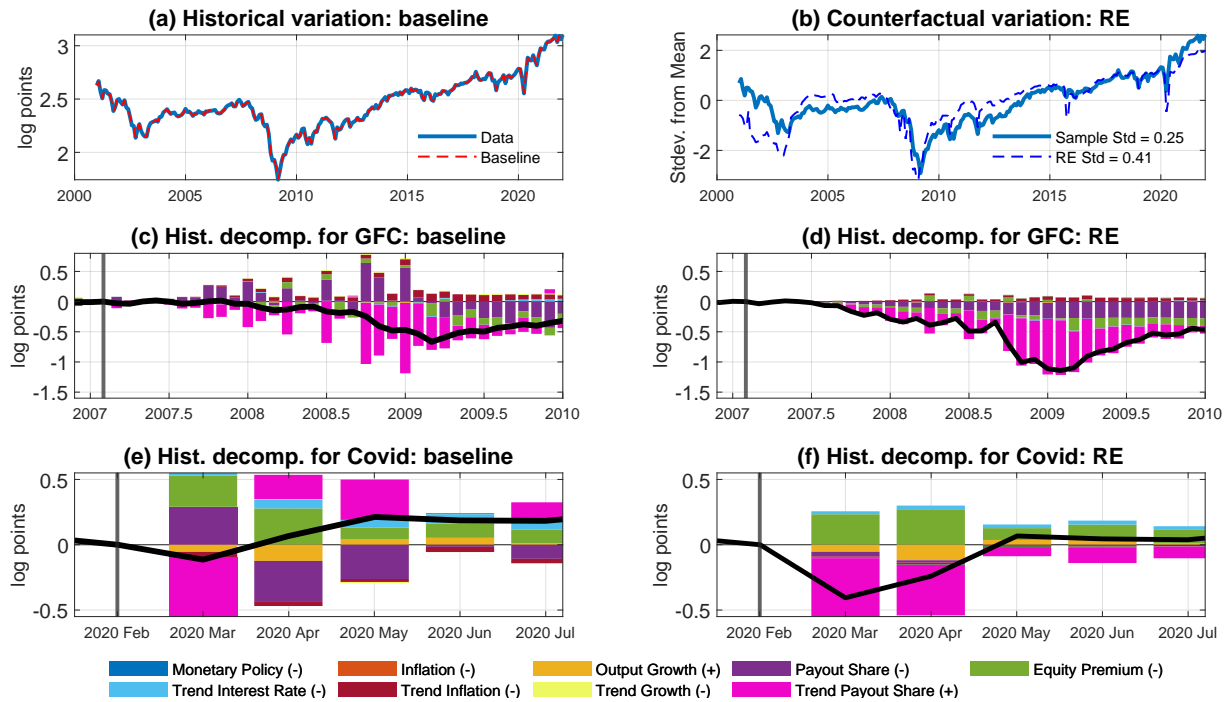 (a) Historical variation: baseline
(b) Counterfactual variation: RE
log points
3
2.5
2
2000 2005 2010 2015 2020
Data
Baseline
Stdev. from Mean
2
0
-2
2000 2005 2010 2015 2020
Sample Std = 0.25
RE Std = 0.41
(c) Hist. decomp. for GFC: baseline
(d) Hist. decomp. for GFC: RE
log points
0.5
0
-0.5
-1
-1.5
2007 2007.5 2008 2008.5 2009 2009.5 2010
log points
0.5
0
-0.5
-1
-1.5
2007 2007.5 2008 2008.5 2009 2009.5 2010
(e) Hist. decomp. for Covid: baseline
(f) Hist. decomp. for Covid: RE
log points
0.5
0
-0.5
2020 Feb 2020 Mar 2020 Apr 2020 May 2020 Jun 2020 Jul
log points
0.5
0
-0.5
2020 Feb 2020 Mar 2020 Apr 2020 May 2020 Jun 2020 Jul
Monetary Policy (-) Inflation (-) Output Growth (+) Payout Share (-) Equity Premium (-)
Trend Interest Rate (-) Trend Inflation (-) Trend Growth (-) Trend Payout Share (+)